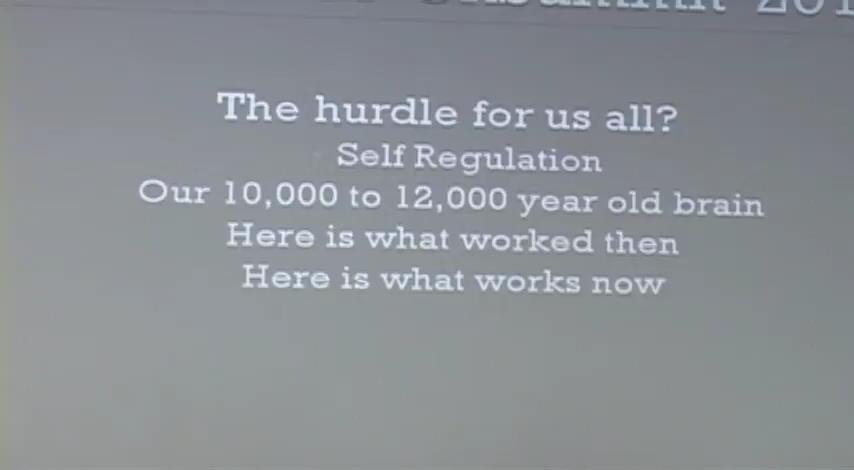 The hurdle for us all?
Self Regulation
Our 10,000 to 12,000 year old brain
Here is what worked then
Here is what works now